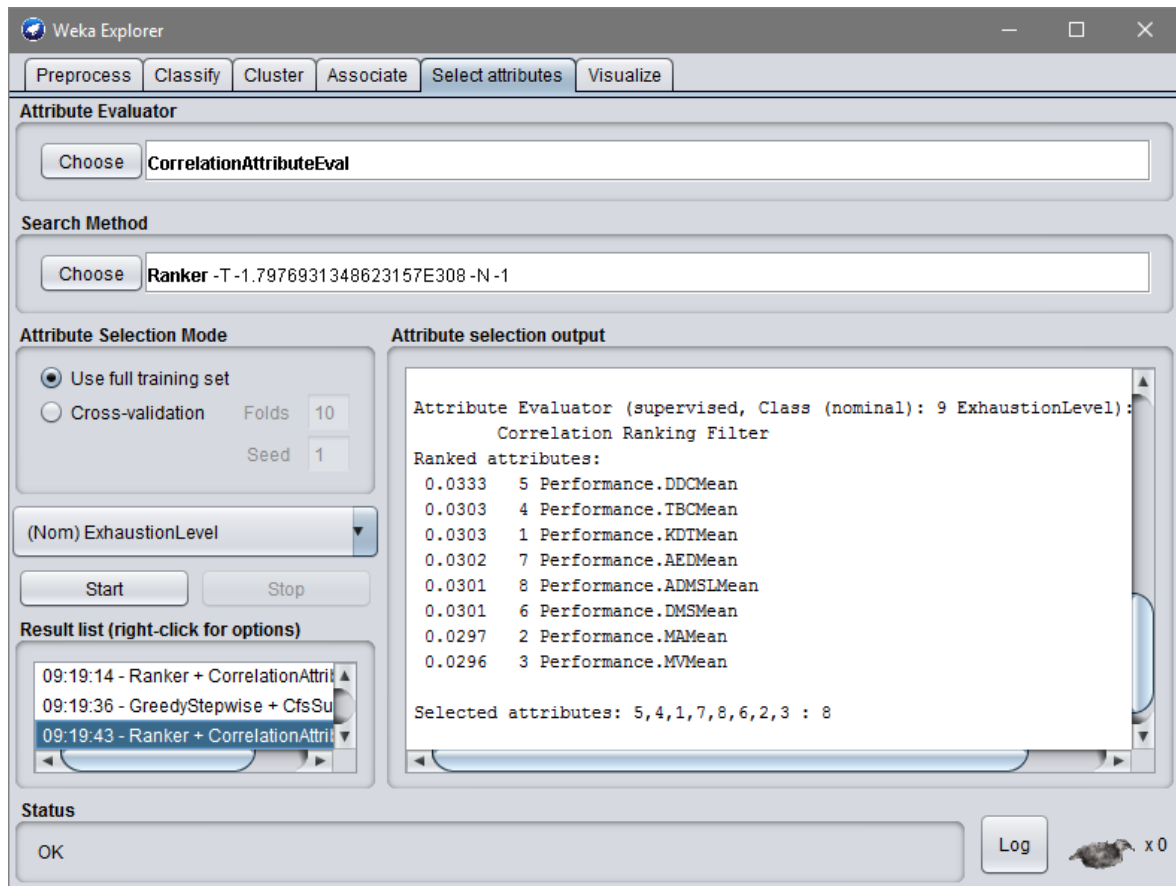 Weka Explorer
Preprocess Classify Cluster Associate Select attributes Visualize
Attribute Evaluator
Choose CorrelationAttributeEval
Search Method
Choose Ranker -T -1.7976931348623157E308 -N -1
Attribute Selection Mode
Use full training set
Cross-validation Folds 10
Seed 1
(Nom) ExhaustionLevel
Start Stop
Result list (right-click for options)
09:19:14 - Ranker + CorrelationAttrib
09:19:36 - GreedyStepwise + CfsSu
09:19:43 - Ranker + CorrelationAttrib
Attribute selection output
Attribute Evaluator (supervised, Class (nominal): 9 ExhaustionLevel):
Correlation Ranking Filter
Ranked attributes:
0.0333 5 Performance.DDCMean
0.0303 4 Performance.TBCMean
0.0303 1 Performance.KDTMean
0.0302 7 Performance.AEDMean
0.0301 8 Performance.ADMSLMean
0.0301 6 Performance.DMSMean
0.0297 2 Performance.MAMean
0.0296 3 Performance.MVMean
Selected attributes: 5,4,1,7,8,6,2,3 : 8
Status
OK
Log
x 0